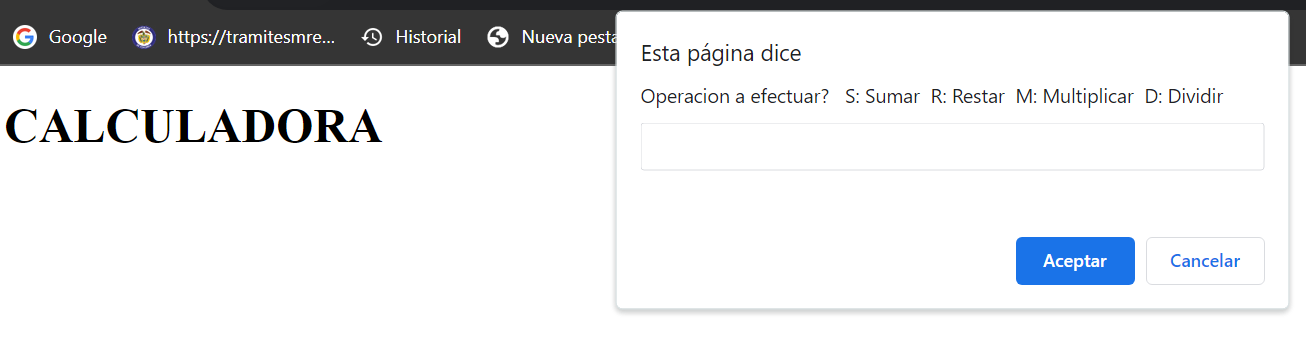 Google https://tramitesmre... Historial Nueva pesta
Esta página dice
Operacion a efectuar? S: Sumar R: Restar M: Multiplicar D: Dividir
CALCULADORA
Aceptar Cancelar